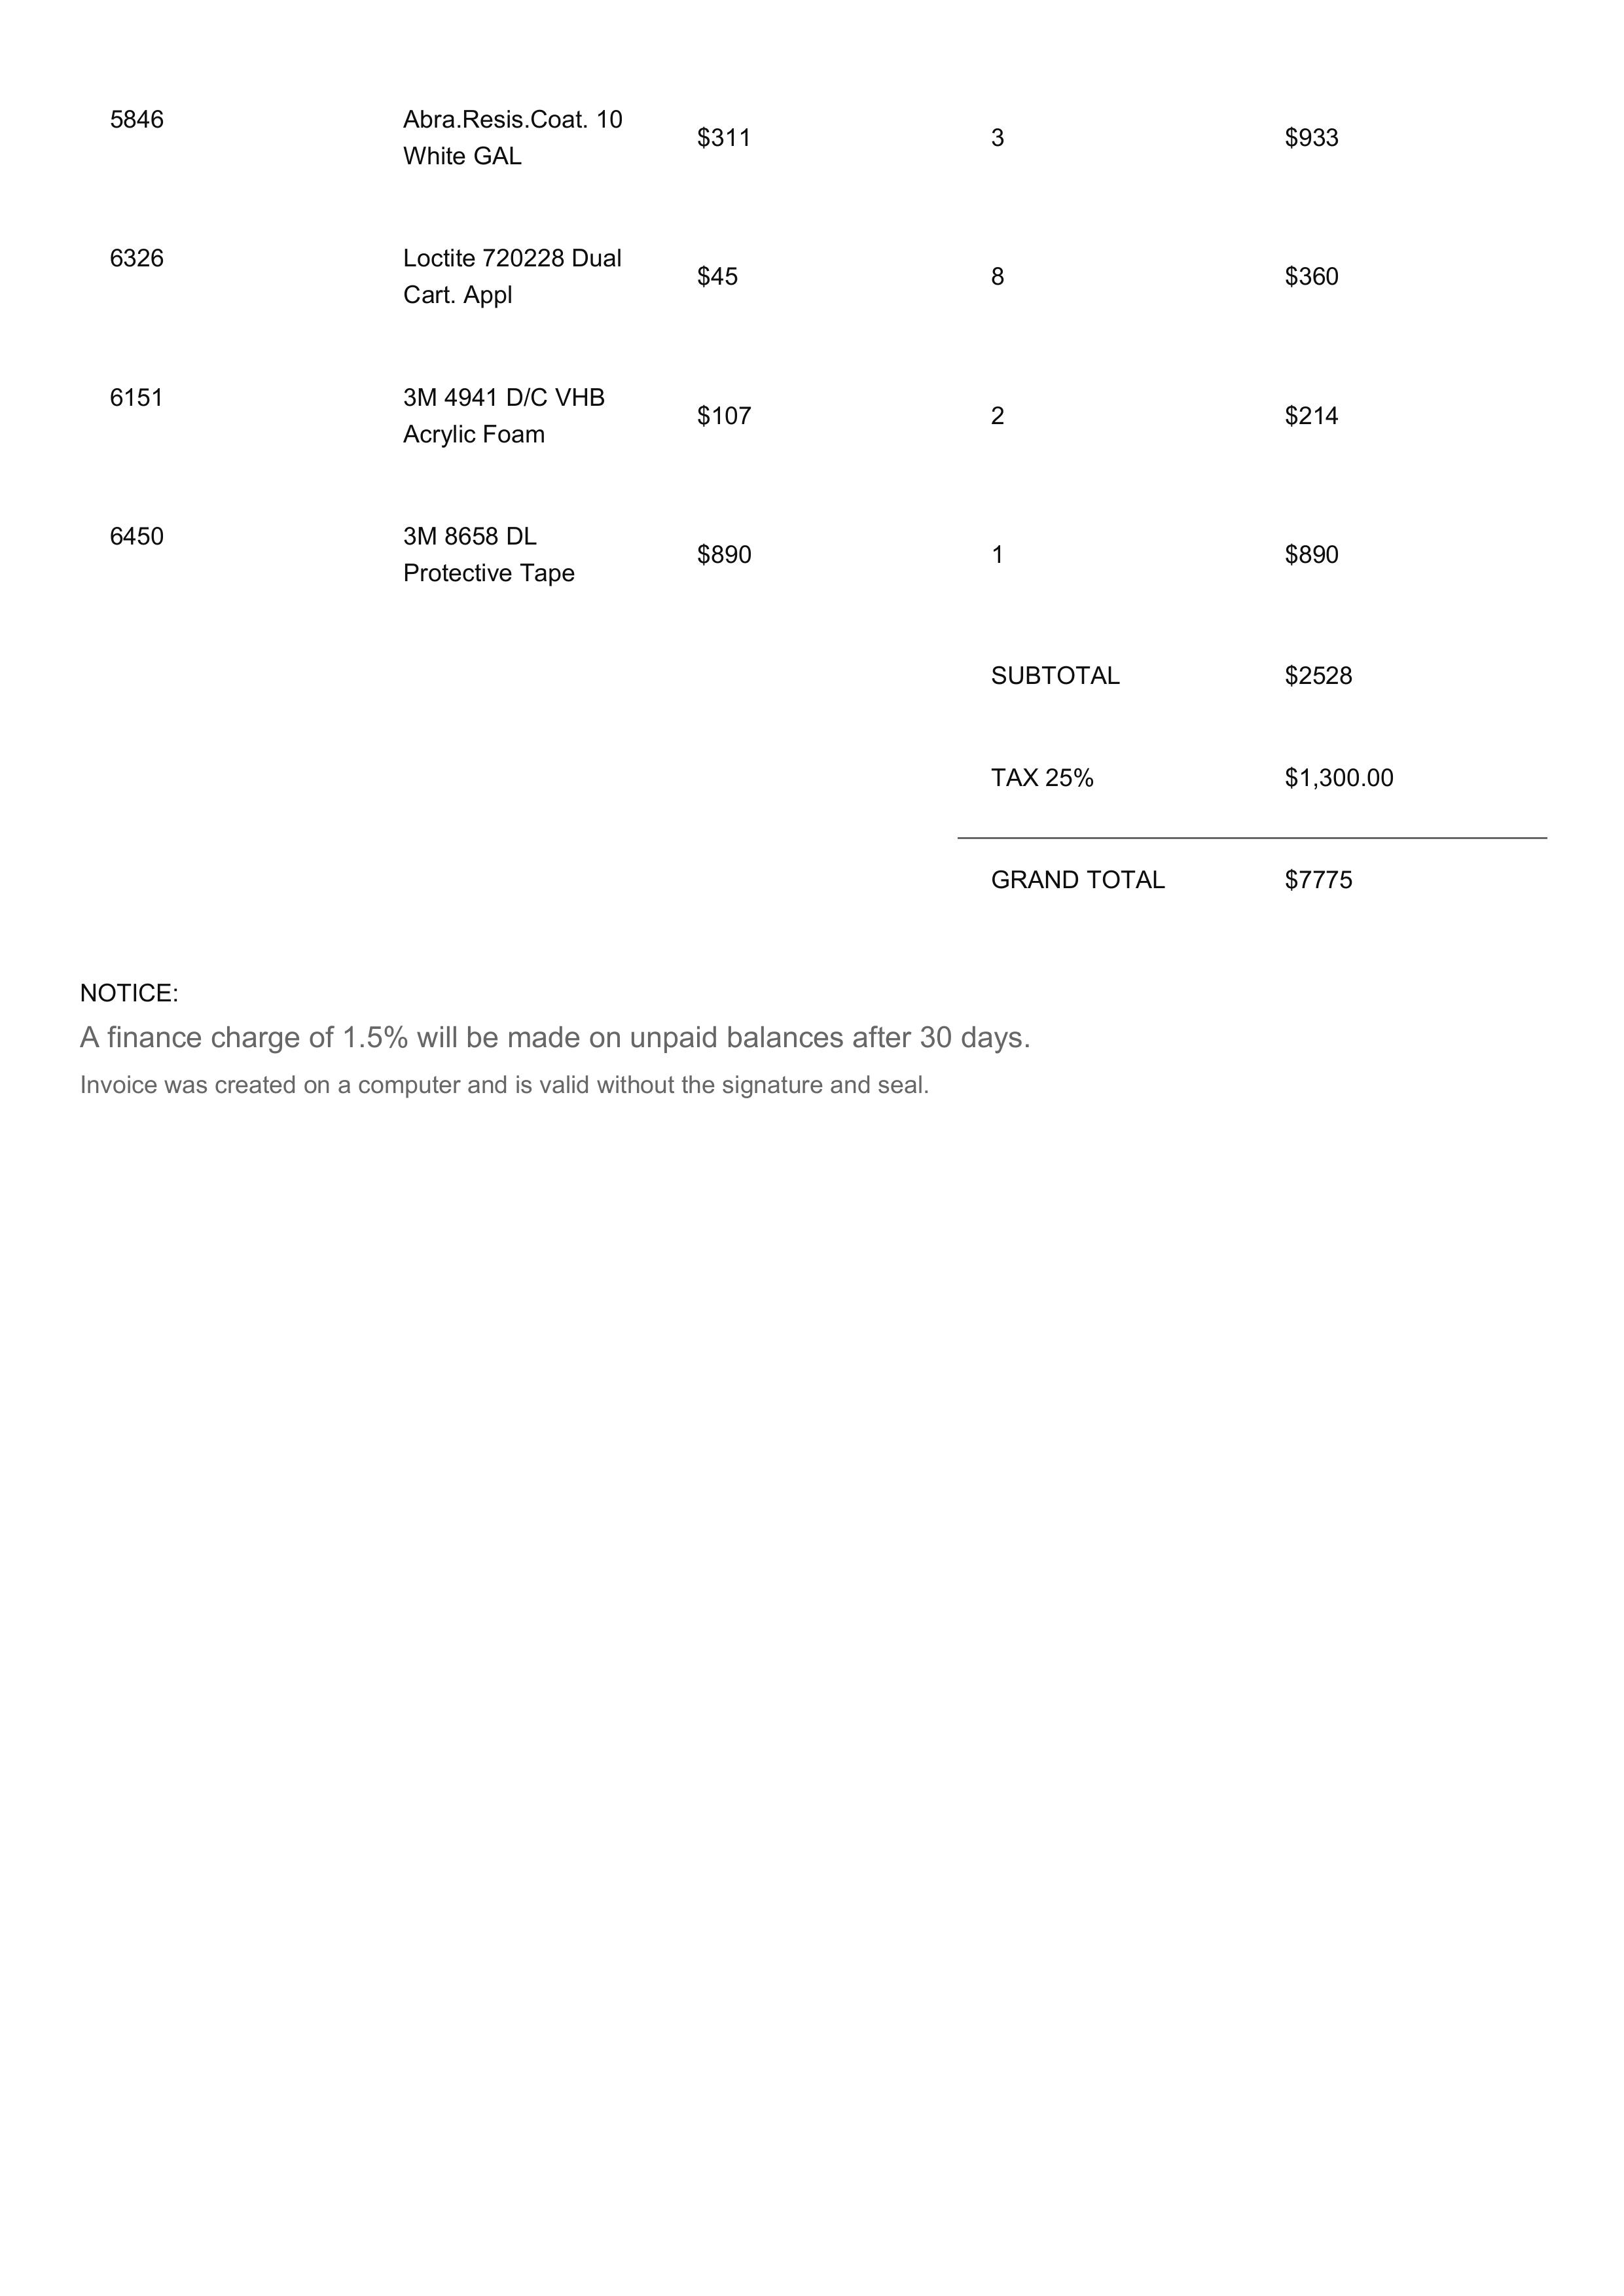 5846 Abra.Resis.Coat. 10
White GAL $311 3 $933
6326 Loctite 720228 Dual
Cart. Appl $45 8 $360
6151 3M 4941 D/C VHB
Acrylic Foam $107 2 $214
6450 3M 8658 DL
Protective Tape $890 1 $890
SUBTOTAL $2528
TAX 25% $1,300.00
GRAND TOTAL $7775
NOTICE:
A finance charge of 1.5% will be made on unpaid balances after 30 days.
Invoice was created on a computer and is valid without the signature and seal.